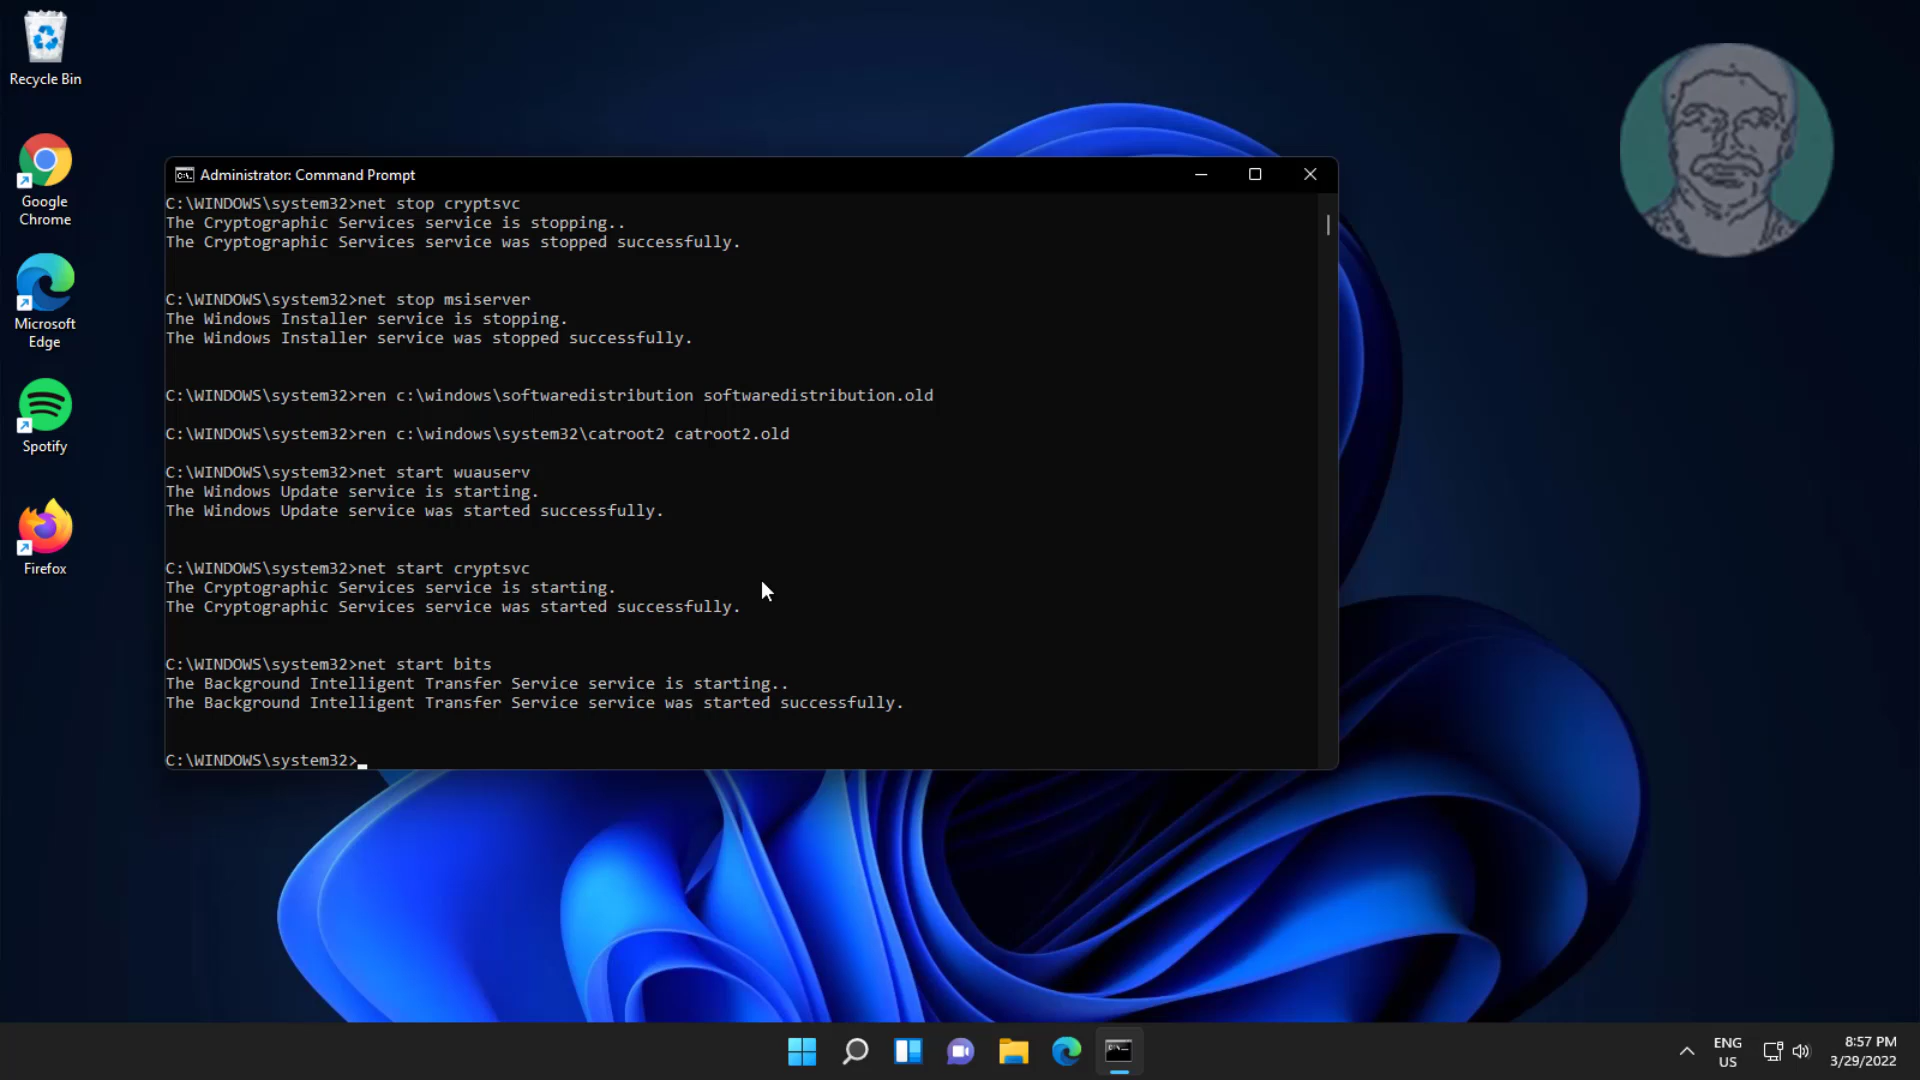 Recycle Bin
Google
Chrome
Microsoft
Edge
Spotify
Firefox
Administrator: Command Prompt
C:\WINDOWS\system32>net stop cryptsvc
The Cryptographic Services service is stopping..
The Cryptographic Services service was stopped successfully.
C:\WINDOWS\system32>net stop msiserver
The Windows Installer service is stopping.
The Windows Installer service was stopped successfully.
C:\WINDOWS\system32>ren c:\windows\softwaredistribution softwaredistribution.old
C:\WINDOWS\system32>ren c:\windows\system32\catroot2 catroot2.old
C:\WINDOWS\system32>net start wuauserv
The Windows Update service is starting.
The Windows Update service was started successfully.
C:\WINDOWS\system32>net start cryptsvc
The Cryptographic Services service is starting.
The Cryptographic Services service was started successfully.
C:\WINDOWS\system32>net start bits
The Background Intelligent Transfer Service service is starting..
The Background Intelligent Transfer Service service was started successfully.
C:\WINDOWS\system32>
ENG
US
8:57 PM
3/29/2022